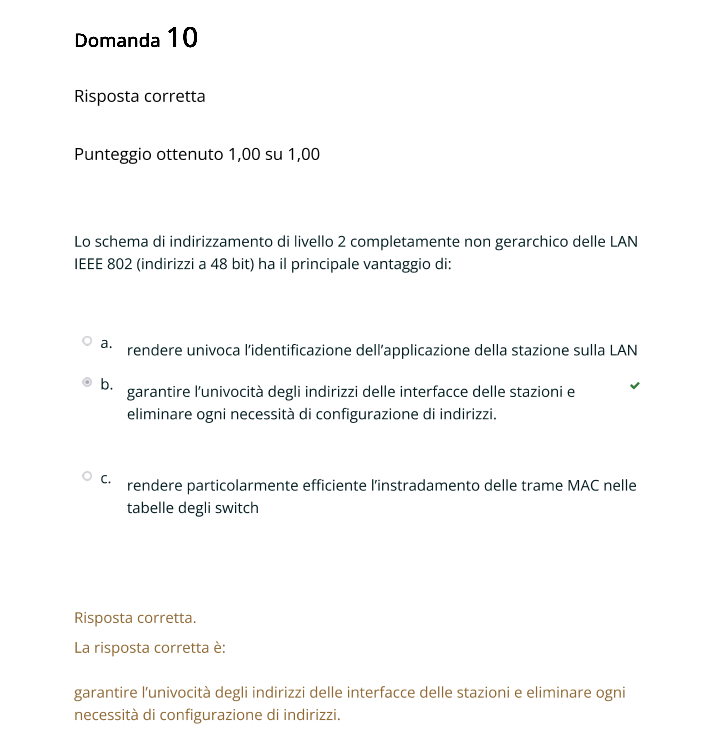 Domanda 10
Risposta corretta
Punteggio ottenuto 1,00 su 1,00
Lo schema di indirizzamento di livello 2 completamente non gerarchico delle LAN
IEEE 802 (indirizzi a 48 bit) ha il principale vantaggio di:
a. rendere univoca l’identificazione dell’applicazione della stazione sulla LAN
b. garantire l’univocità degli indirizzi delle interfacce delle stazioni e
eliminare ogni necessità di configurazione di indirizzi.
c. rendere particolarmente efficiente l’instradamento delle trame MAC nelle
tabelle degli switch
Risposta corretta.
La risposta corretta è:
garantire l’univocità degli indirizzi delle interfacce delle stazioni e eliminare ogni
necessità di configurazione di indirizzi.